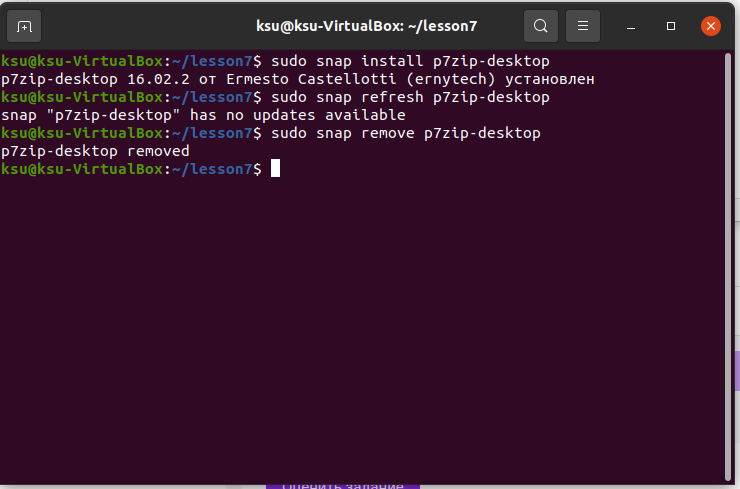 ksu@ksu-VirtualBox: ~/lesson7
ksu@ksu-VirtualBox:~/lesson7$ sudo snap install p7zip-desktop
p7zip-desktop 16.02.2 от Ermesto Castellotti (ernytech) установлен
ksu@ksu-VirtualBox:~/lesson7$ sudo snap refresh p7zip-desktop
snap "p7zip-desktop" has no updates available
ksu@ksu-VirtualBox:~/lesson7$ sudo snap remove p7zip-desktop
p7zip-desktop removed
ksu@ksu-VirtualBox:~/lesson7$
Оценить задание